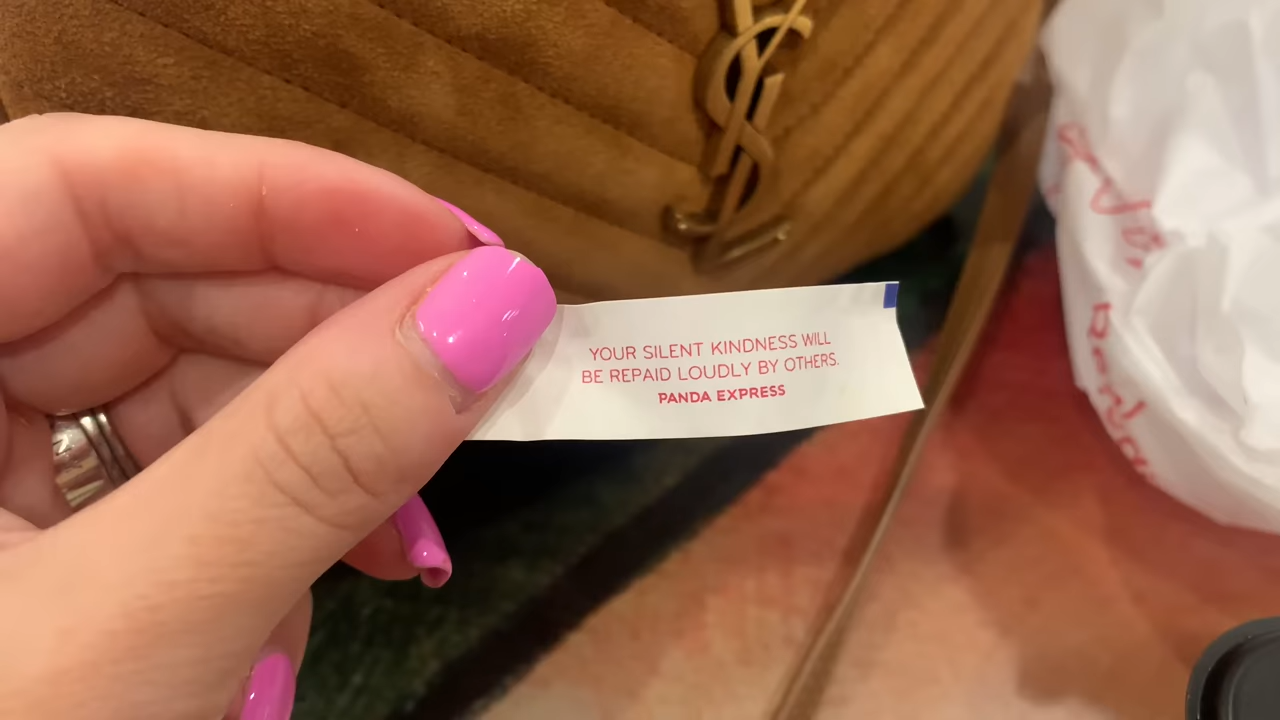 YOUR SILENT KINDNESS WILL
BE REPAID LOUDLY BY OTHERS.
PANDA EXPRESS